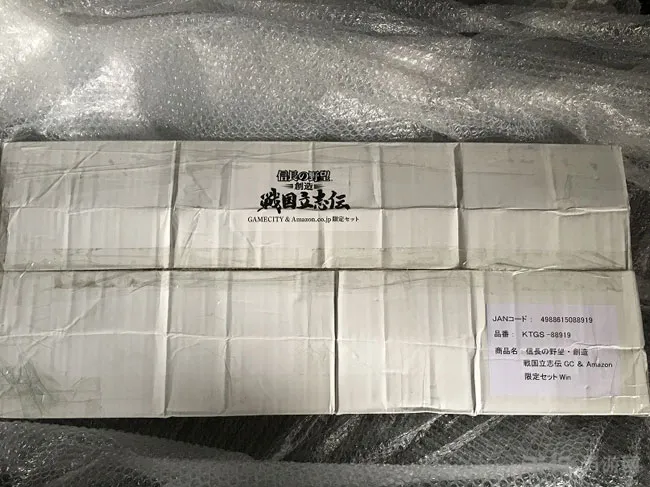 信長の野望
創造
戦国立志伝
GAMECITY & Amazon.co.jp 限定セット
JANコード： 4988615088919
品番： KTGS-88919
商品名：信長の野望・創造
戦国立志伝 GC & Amazon
限定セット Win